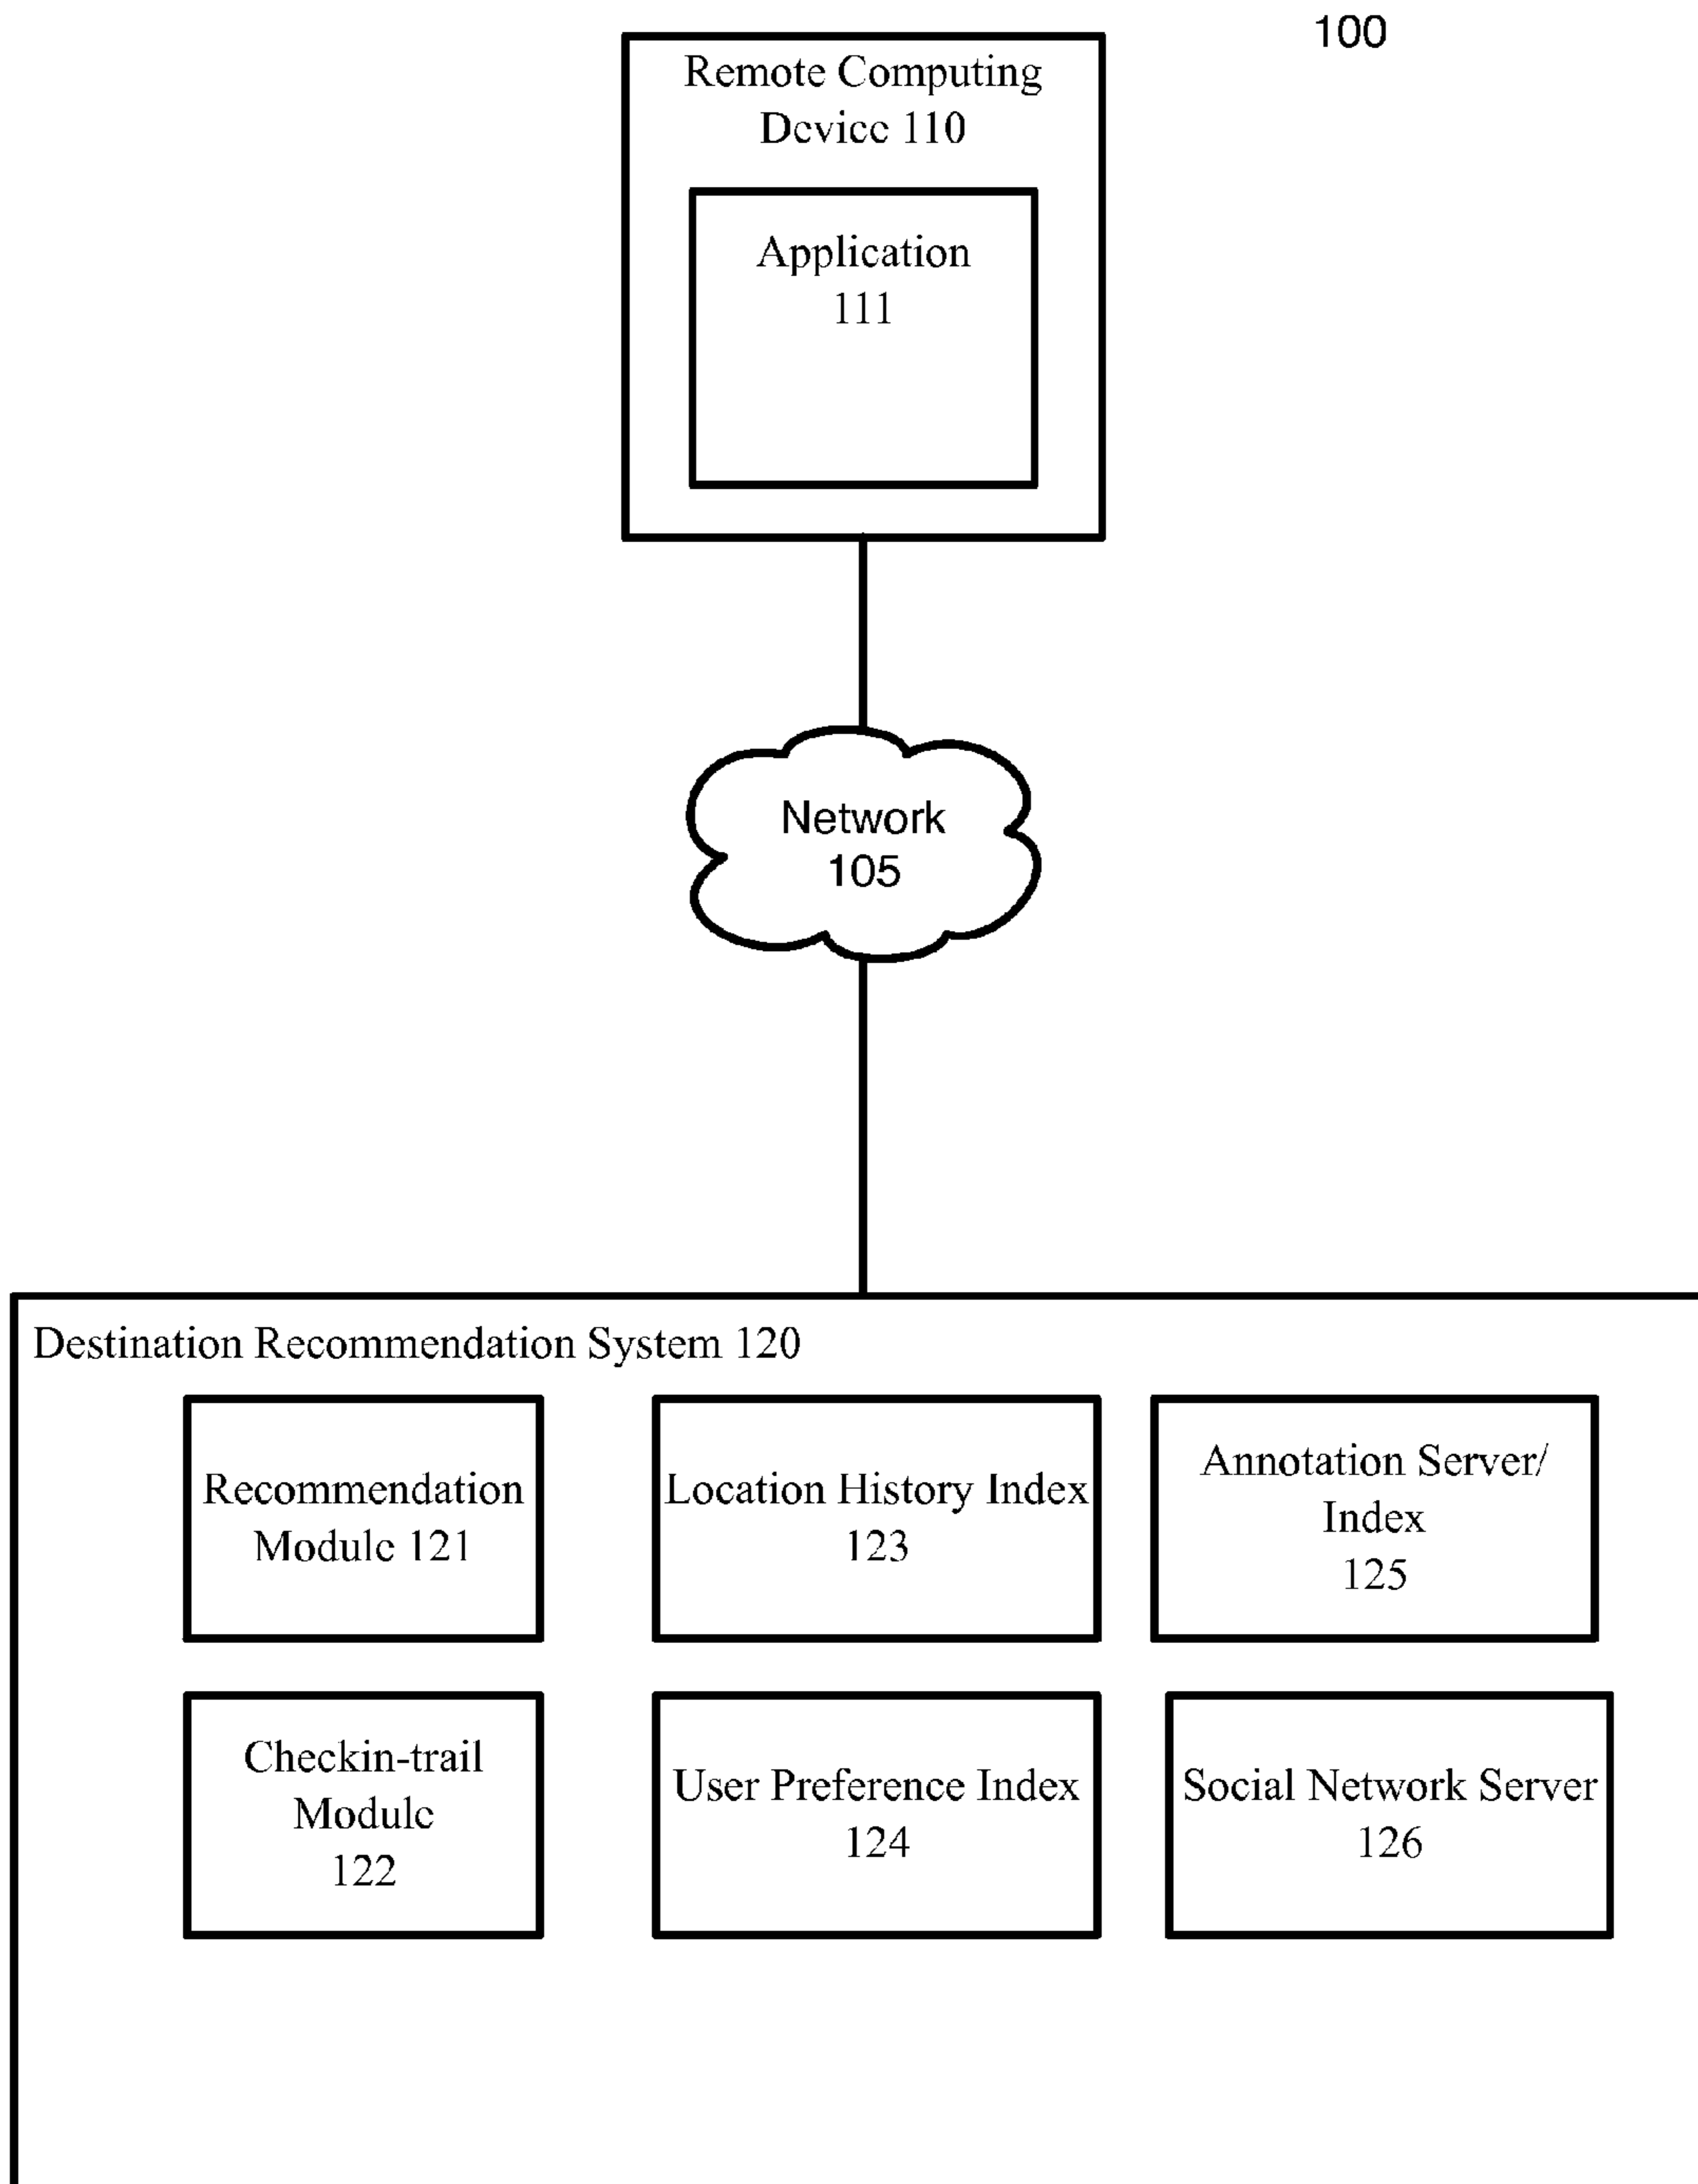 100
Remote Computing
Device 110
Application
111
Network
105
Destination Recommendation System 120
Recommendation
Module 121
Location History Index
123
Annotation Server/
Index
125
Checkin-trail
Module
122
User Preference Index
124
Social Network Server
126